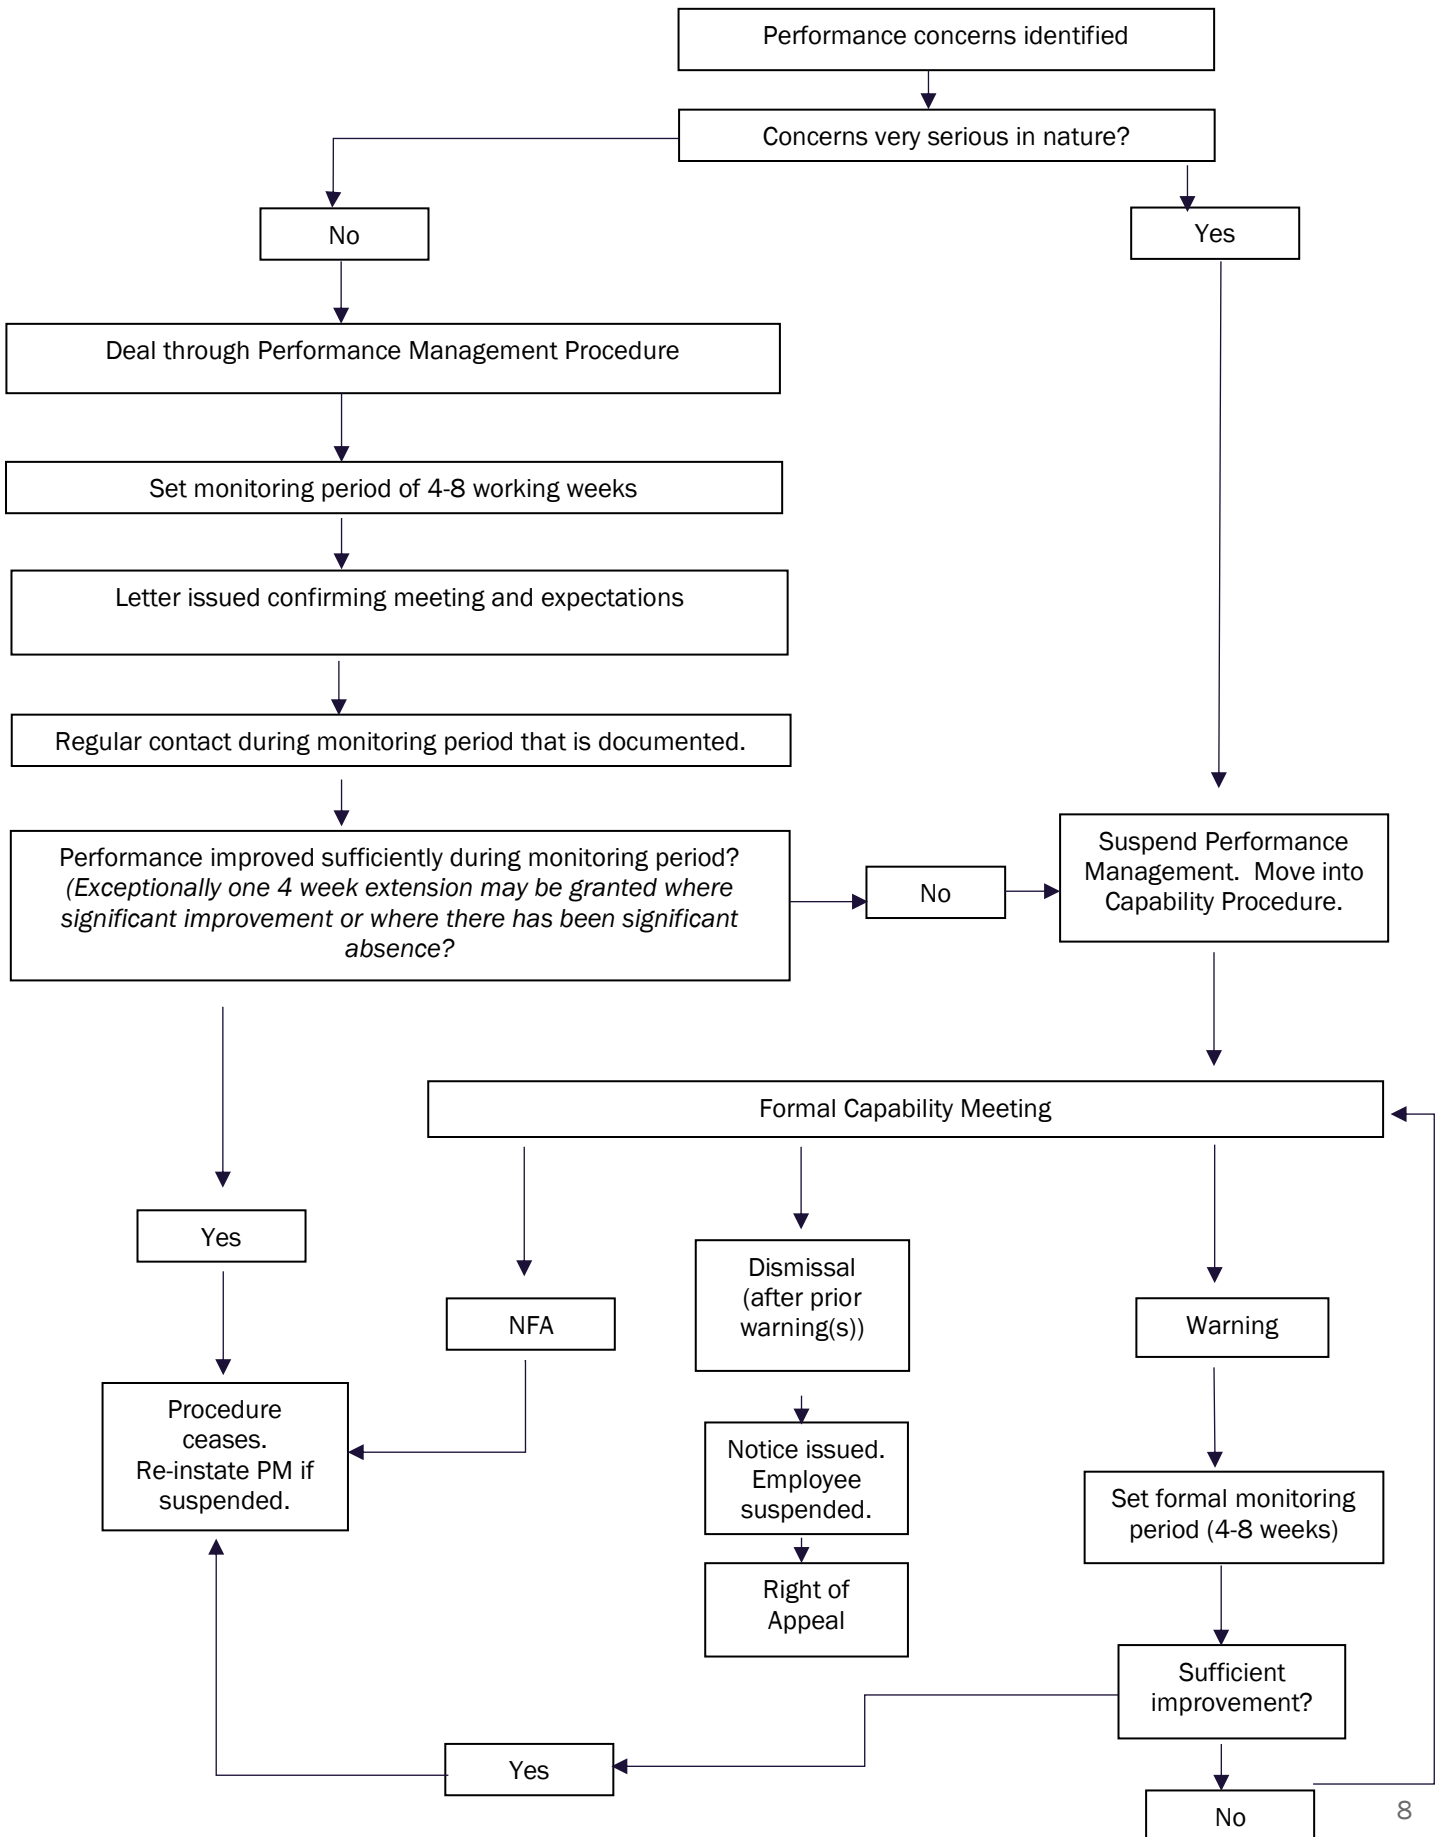 Performance concerns identified
Concerns very serious in nature?
No
Yes
Deal through Performance Management Procedure
Set monitoring period of 4-8 working weeks
Letter issued confirming meeting and expectations
Regular contact during monitoring period that is documented.
Performance improved sufficiently during monitoring period?
(Exceptionally one 4 week extension may be granted where
significant improvement or where there has been significant
absence?
No
Suspend Performance
Management.  Move into
Capability Procedure.
Formal Capability Meeting
Yes
NFA
Dismissal
(after prior
warning(s))
Warning
Procedure
ceases.
Re-instate PM if
suspended.
Notice issued.
Employee
suspended.
Set formal monitoring
period (4-8 weeks)
Right of
Appeal
Sufficient
improvement?
Yes
No
8